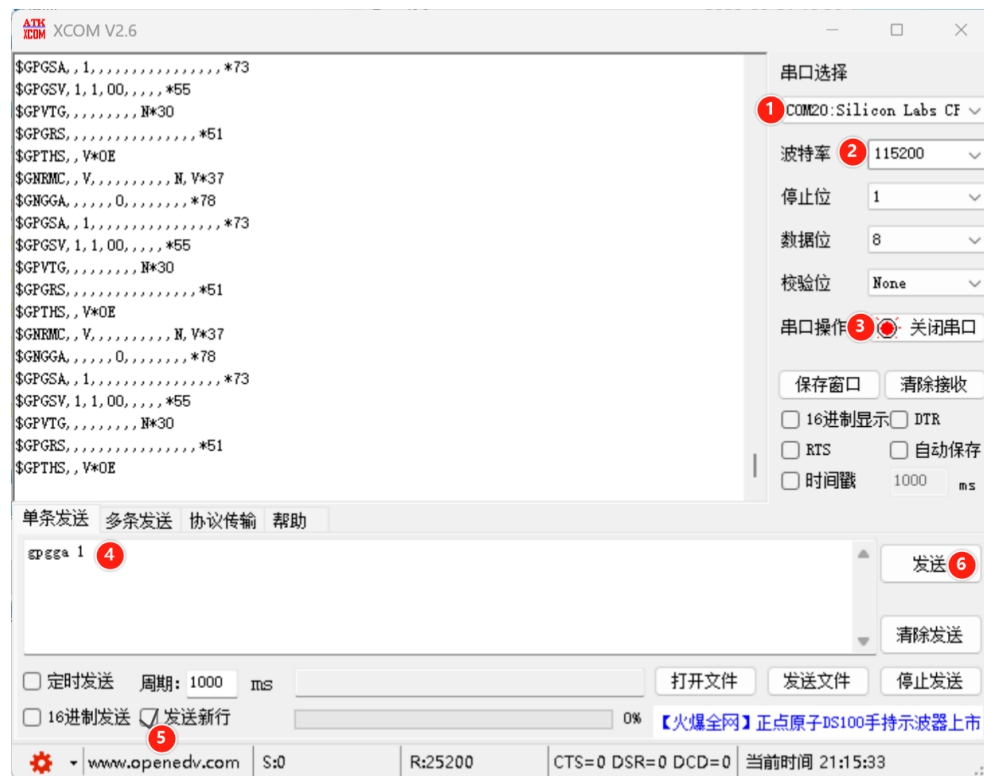 ATK XCOM XCOM V2.6
$GPGSA,,1,,,,,,,,,,,,,,,,*73
$GPGSV,1,1,00,,,,,*55
$GPVTG,,,,,,,,,N*30
$GPGRS,,,,,,,,,,,,,,,,*51
$GPTHS,,V*0E
$GNRMC,,V,,,,,,,,,,N,V*37
$GNGGA,,,,,,0,,,,,,,,*78
$GPGSA,,1,,,,,,,,,,,,,,,,*73
$GPGSV,1,1,00,,,,,*55
$GPVTG,,,,,,,,,N*30
$GPGRS,,,,,,,,,,,,,,,,*51
$GPTHS,,V*0E
$GNRMC,,V,,,,,,,,,,N,V*37
$GNGGA,,,,,,0,,,,,,,,*78
$GPGSA,,1,,,,,,,,,,,,,,,,*73
$GPGSV,1,1,00,,,,,*55
$GPVTG,,,,,,,,,N*30
$GPGRS,,,,,,,,,,,,,,,,*51
$GPTHS,,V*0E
串口选择
1 COM20:Silicon Labs CP
波特率 2 115200
停止位 1
数据位 8
校验位 None
串口操作 3 关闭串口
保存窗口 清除接收
16进制显示 DTR
RTS 自动保存
时间戳 1000 ms
单条发送 多条发送 协议传输 帮助
gpgga 1 4
发送 6
清除发送
定时发送 周期: 1000 ms 打开文件 发送文件 停止发送
16进制发送 发送新行 5 0% 【火爆全网】正点原子DS100手持示波器上市
www.openedv.com S:0 R:25200 CTS=0 DSR=0 DCD=0 当前时间 21:15:33